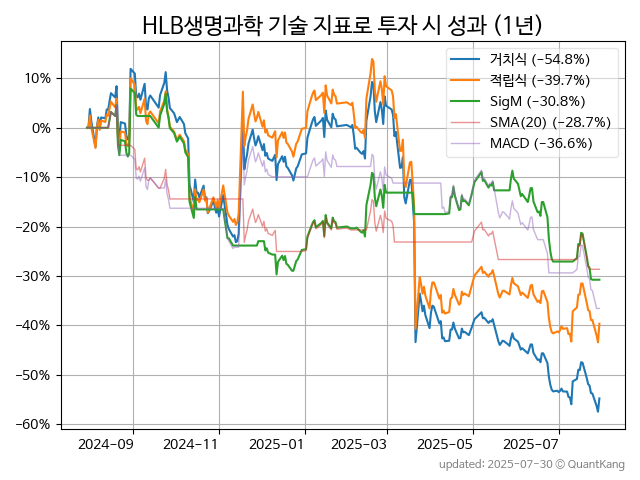 HLB생명과학 기술 지표로 투자 시 성과 (1년)
거치식 (−54.8%)
적립식 (−39.7%)
SigM (−30.8%)
SMA(20) (−28.7%)
MACD (−36.6%)
10%
0%
−10%
−20%
−30%
−40%
−50%
−60%
2024-09 2024-11 2025-01 2025-03 2025-05 2025-07
updated: 2025-07-30 © QuantKang